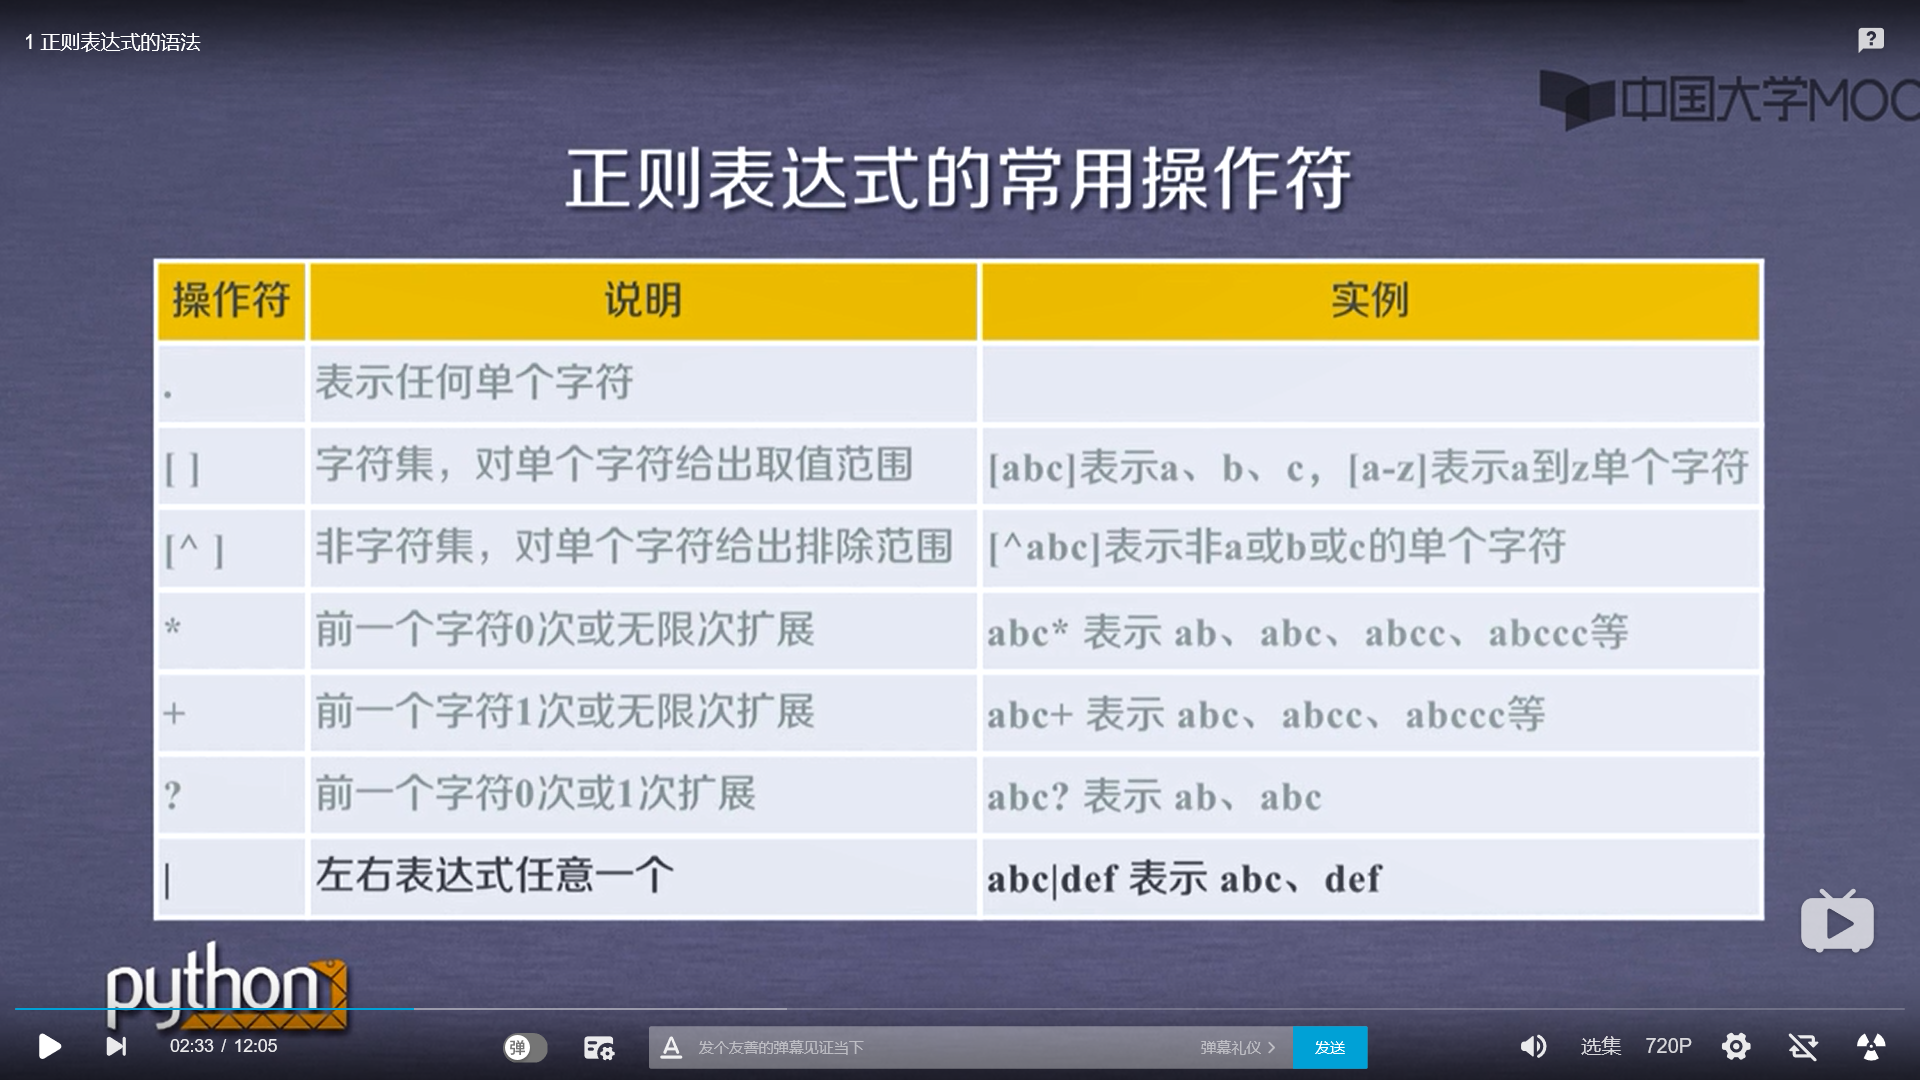 1 正则表达式的语法
中国大学MOO
正则表达式的常用操作符
操作符 说明 实例
. 表示任何单个字符
[ ] 字符集，对单个字符给出取值范围 [abc]表示a、b、c，[a-z]表示a到z单个字符
[^ ] 非字符集，对单个字符给出排除范围 [^abc]表示非a或b或c的单个字符
* 前一个字符0次或无限次扩展 abc* 表示 ab、abc、abcc、abccc等
+ 前一个字符1次或无限次扩展 abc+ 表示 abc、abcc、abccc等
? 前一个字符0次或1次扩展 abc? 表示 ab、abc
| 左右表达式任意一个 abc|def 表示 abc、def
python
02:33 / 12:05 弹 A 发个友善的弹幕见证当下 弹幕礼仪 > 发送 选集 720P